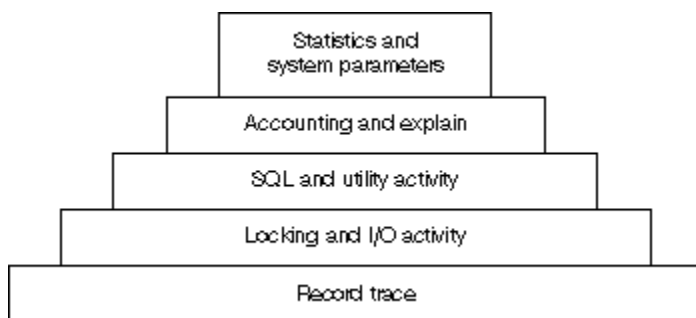 Statistics and
system parameters
Accounting and explain
SQL and utility activity
Locking and I/O activity
Record trace